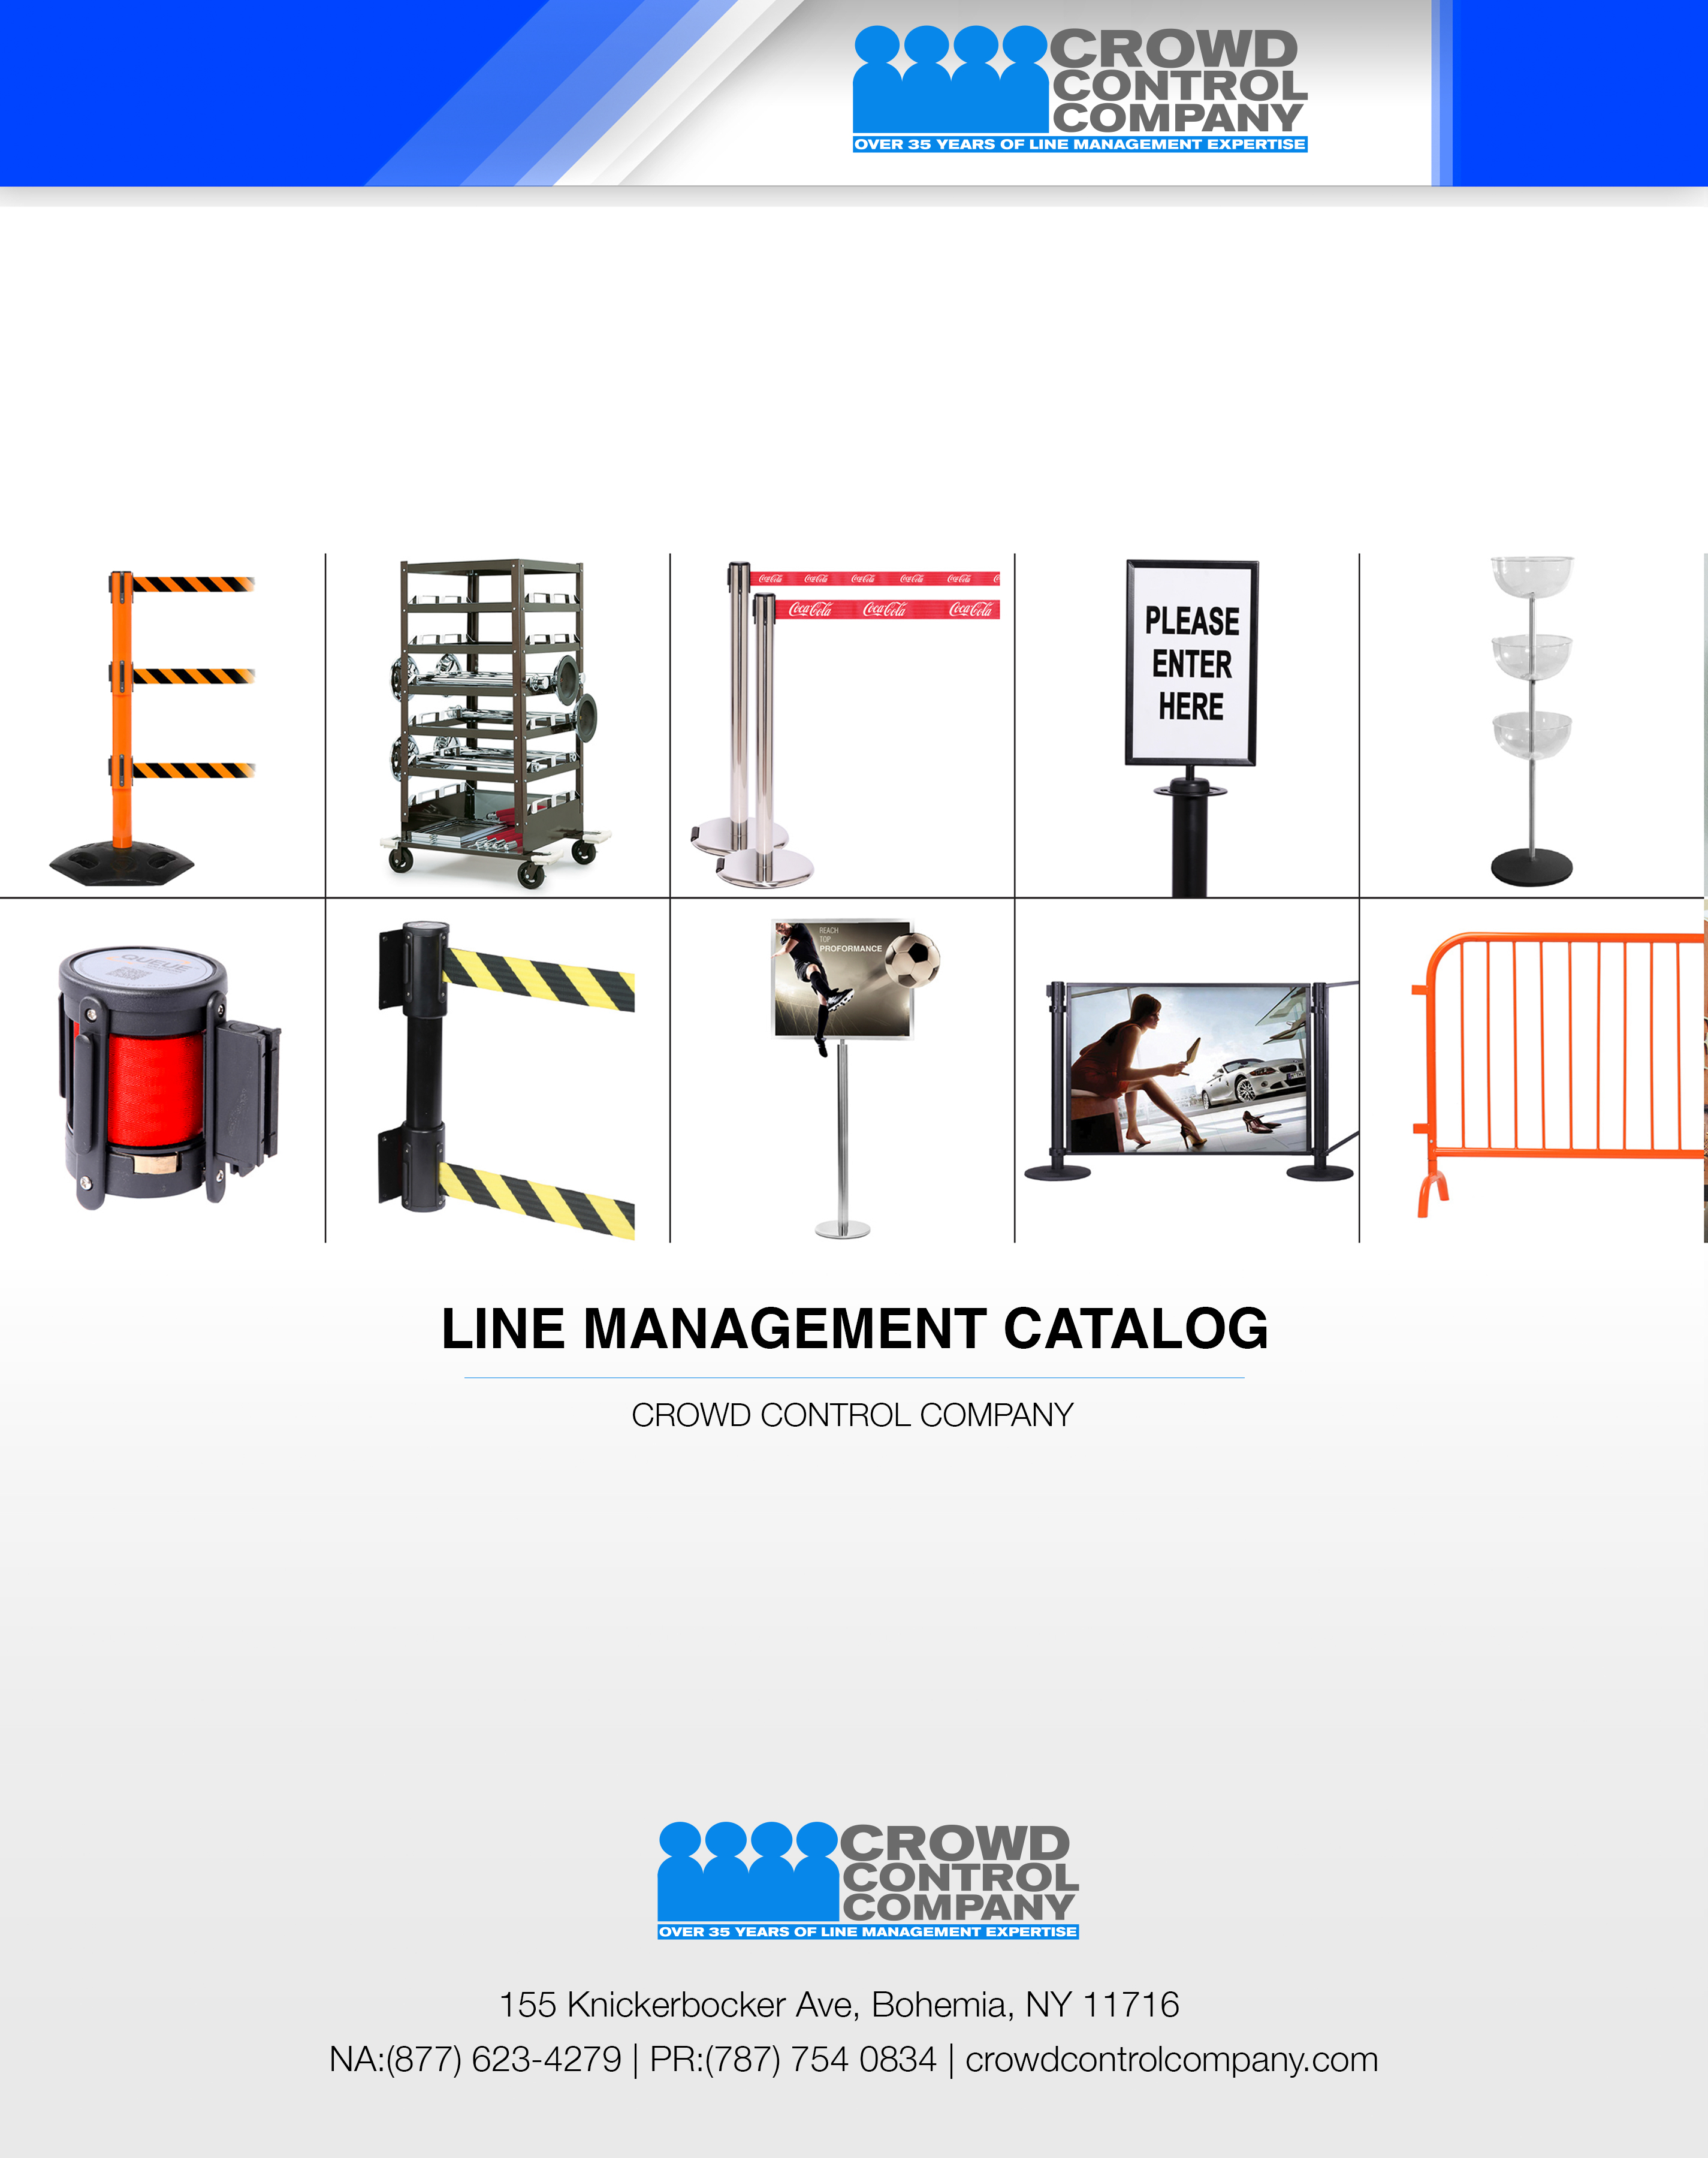 CROWD
CONTROL
COMPANY
OVER 35 YEARS OF LINE MANAGEMENT EXPERTISE
Coca-Cola Coca-Cola Coca-Cola Coca-Cola Coca-Cola
Coca-Cola Coca-Cola Coca-Cola
PLEASE
ENTER
HERE
QUEUE
REACH
TOP
PROFORMANCE
LINE MANAGEMENT CATALOG
CROWD CONTROL COMPANY
CROWD
CONTROL
COMPANY
OVER 35 YEARS OF LINE MANAGEMENT EXPERTISE
155 Knickerbocker Ave, Bohemia, NY 11716
NA:(877) 623-4279 | PR:(787) 754 0834 | crowdcontrolcompany.com